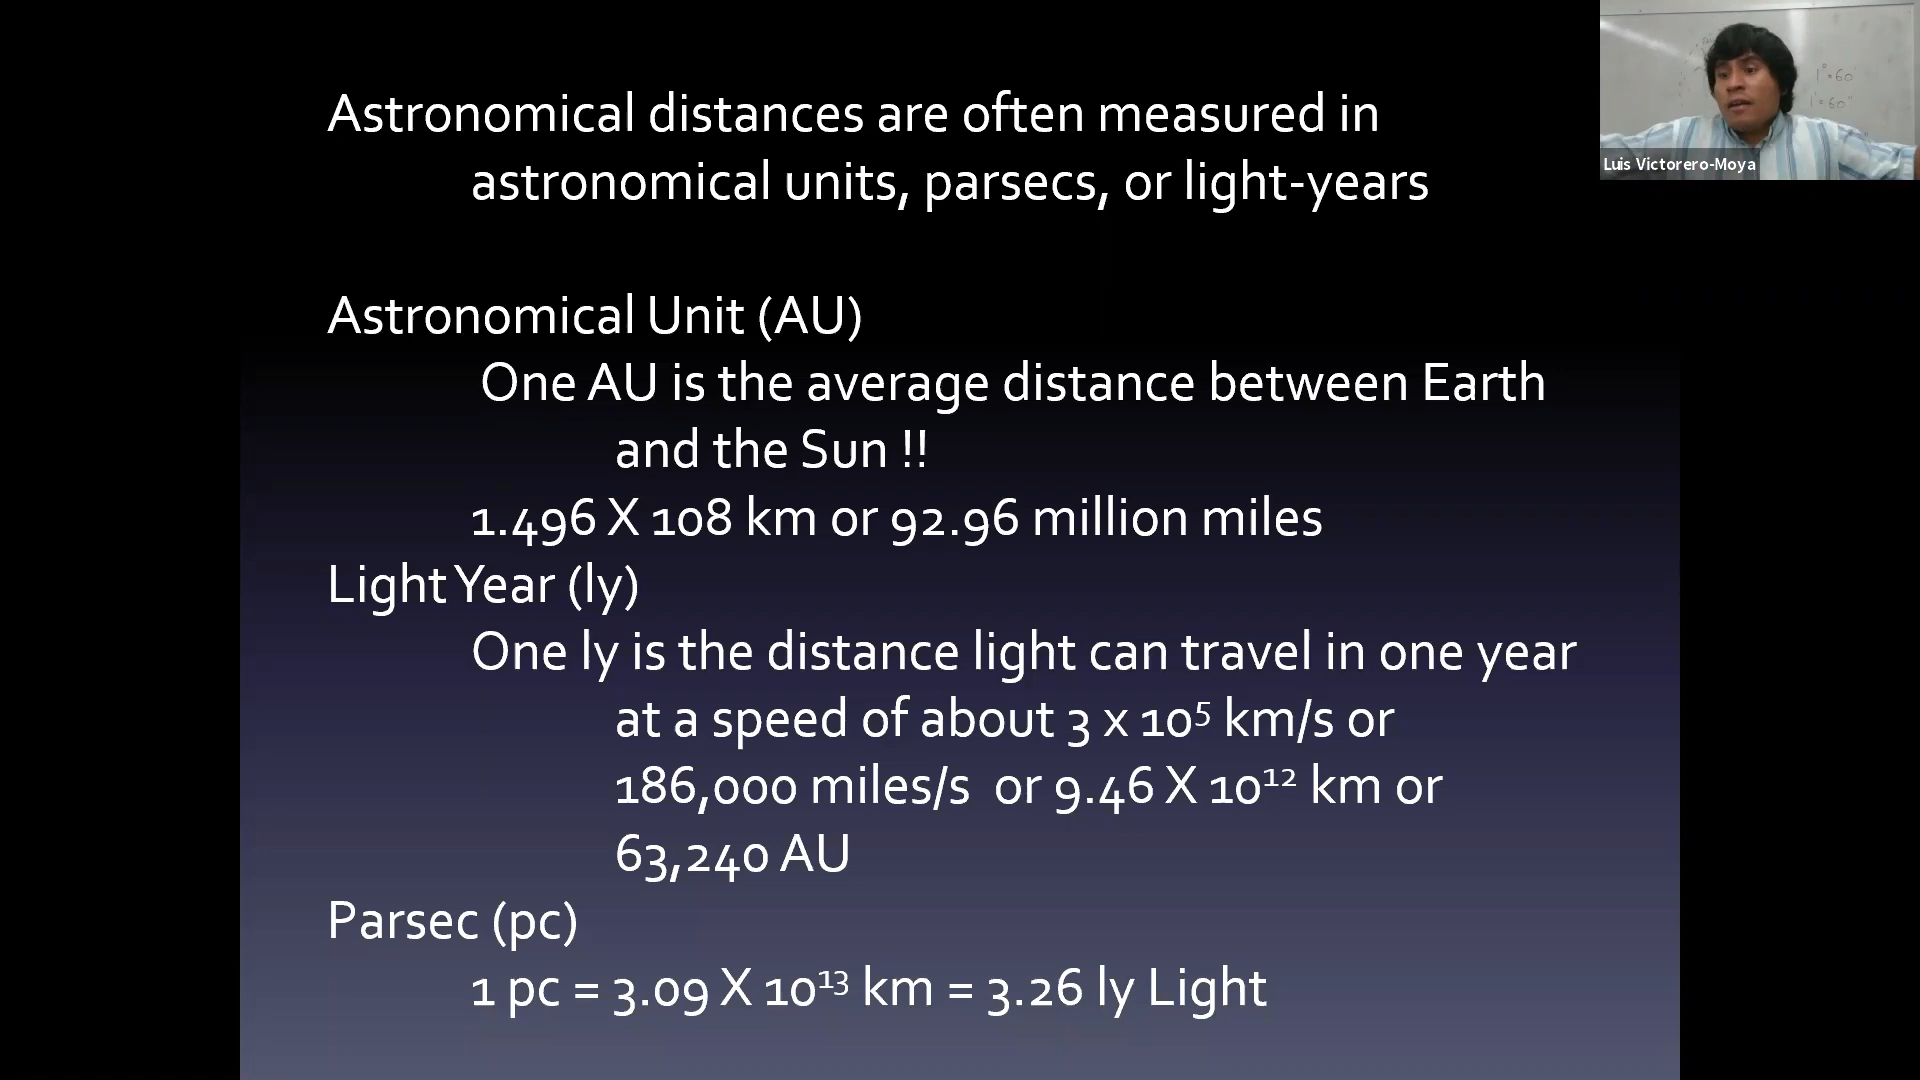 Astronomical distances are often measured in
astronomical units, parsecs, or light-years
Astronomical Unit (AU)
One AU is the average distance between Earth
and the Sun !!
1.496 X 108 km or 92.96 million miles
Light Year (ly)
One ly is the distance light can travel in one year
at a speed of about 3 x 10⁵ km/s or
186,000 miles/s or 9.46 X 10¹² km or
63,240 AU
Parsec (pc)
1 pc = 3.09 X 10¹³ km = 3.26 ly Light
1°=60'
1'=60"
Luis Victorero-Moya